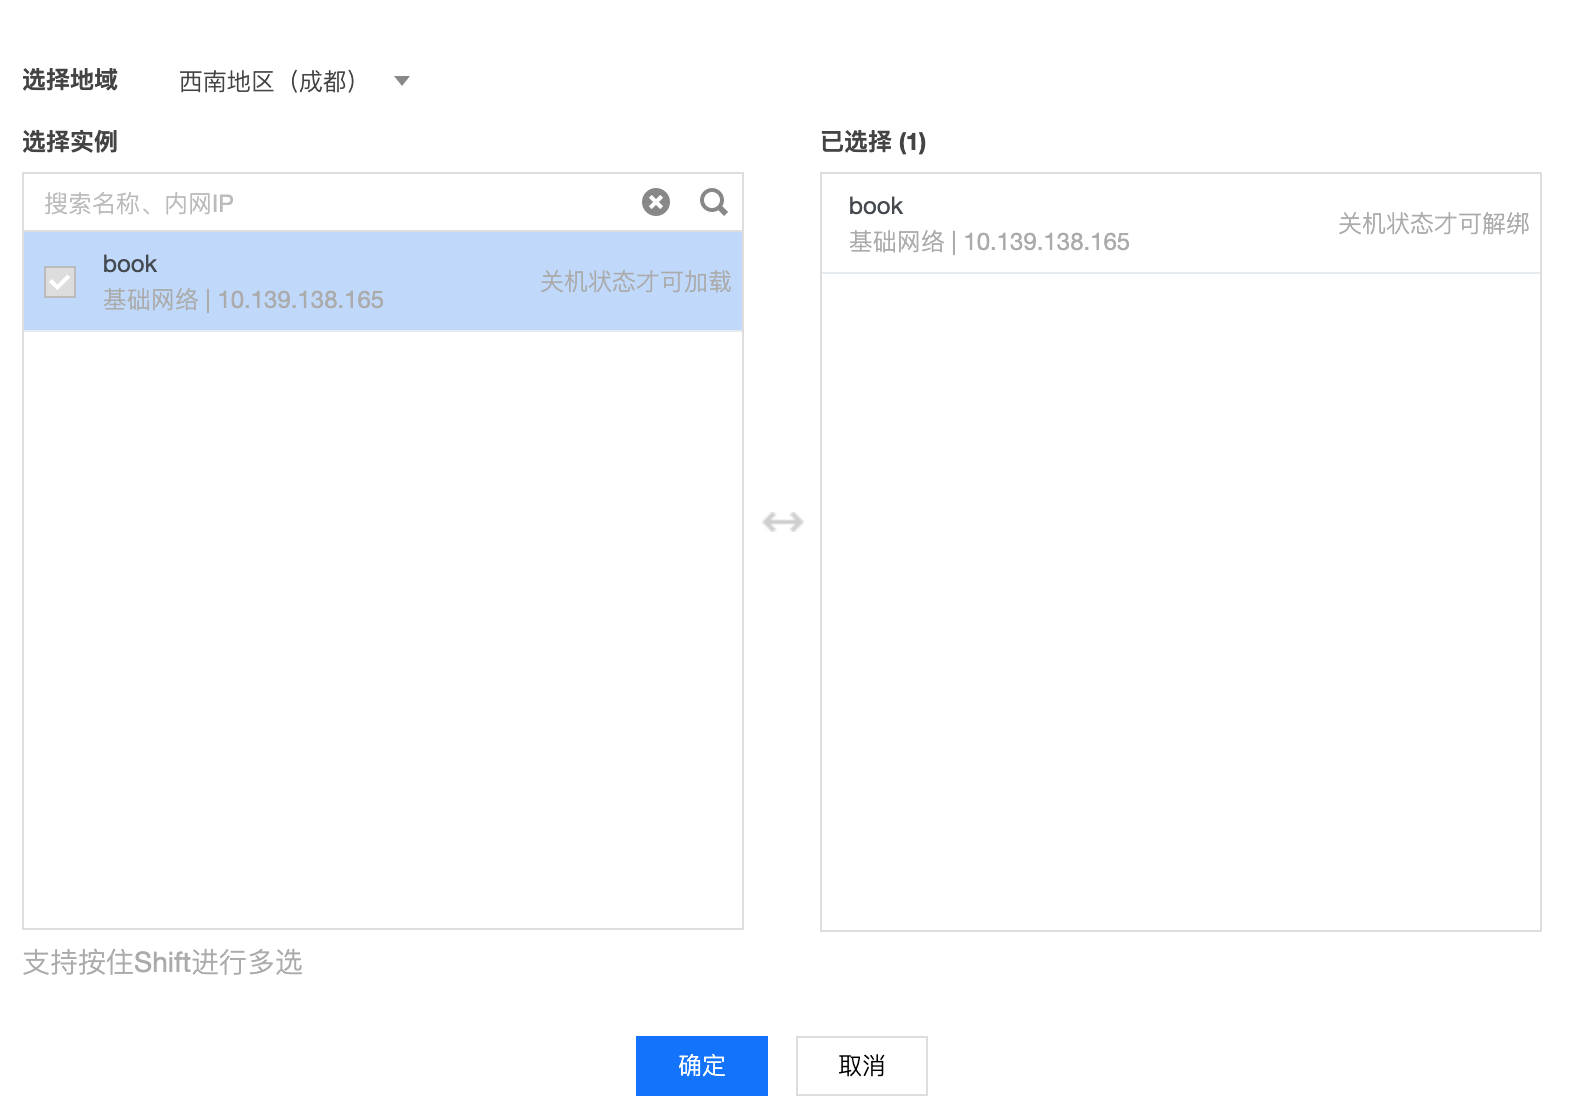 选择地域 西南地区（成都）
选择实例
搜索名称、内网IP
book
基础网络 | 10.139.138.165
关机状态才可加载
支持按住Shift进行多选
已选择 (1)
book
基础网络 | 10.139.138.165
关机状态才可解绑
确定
取消